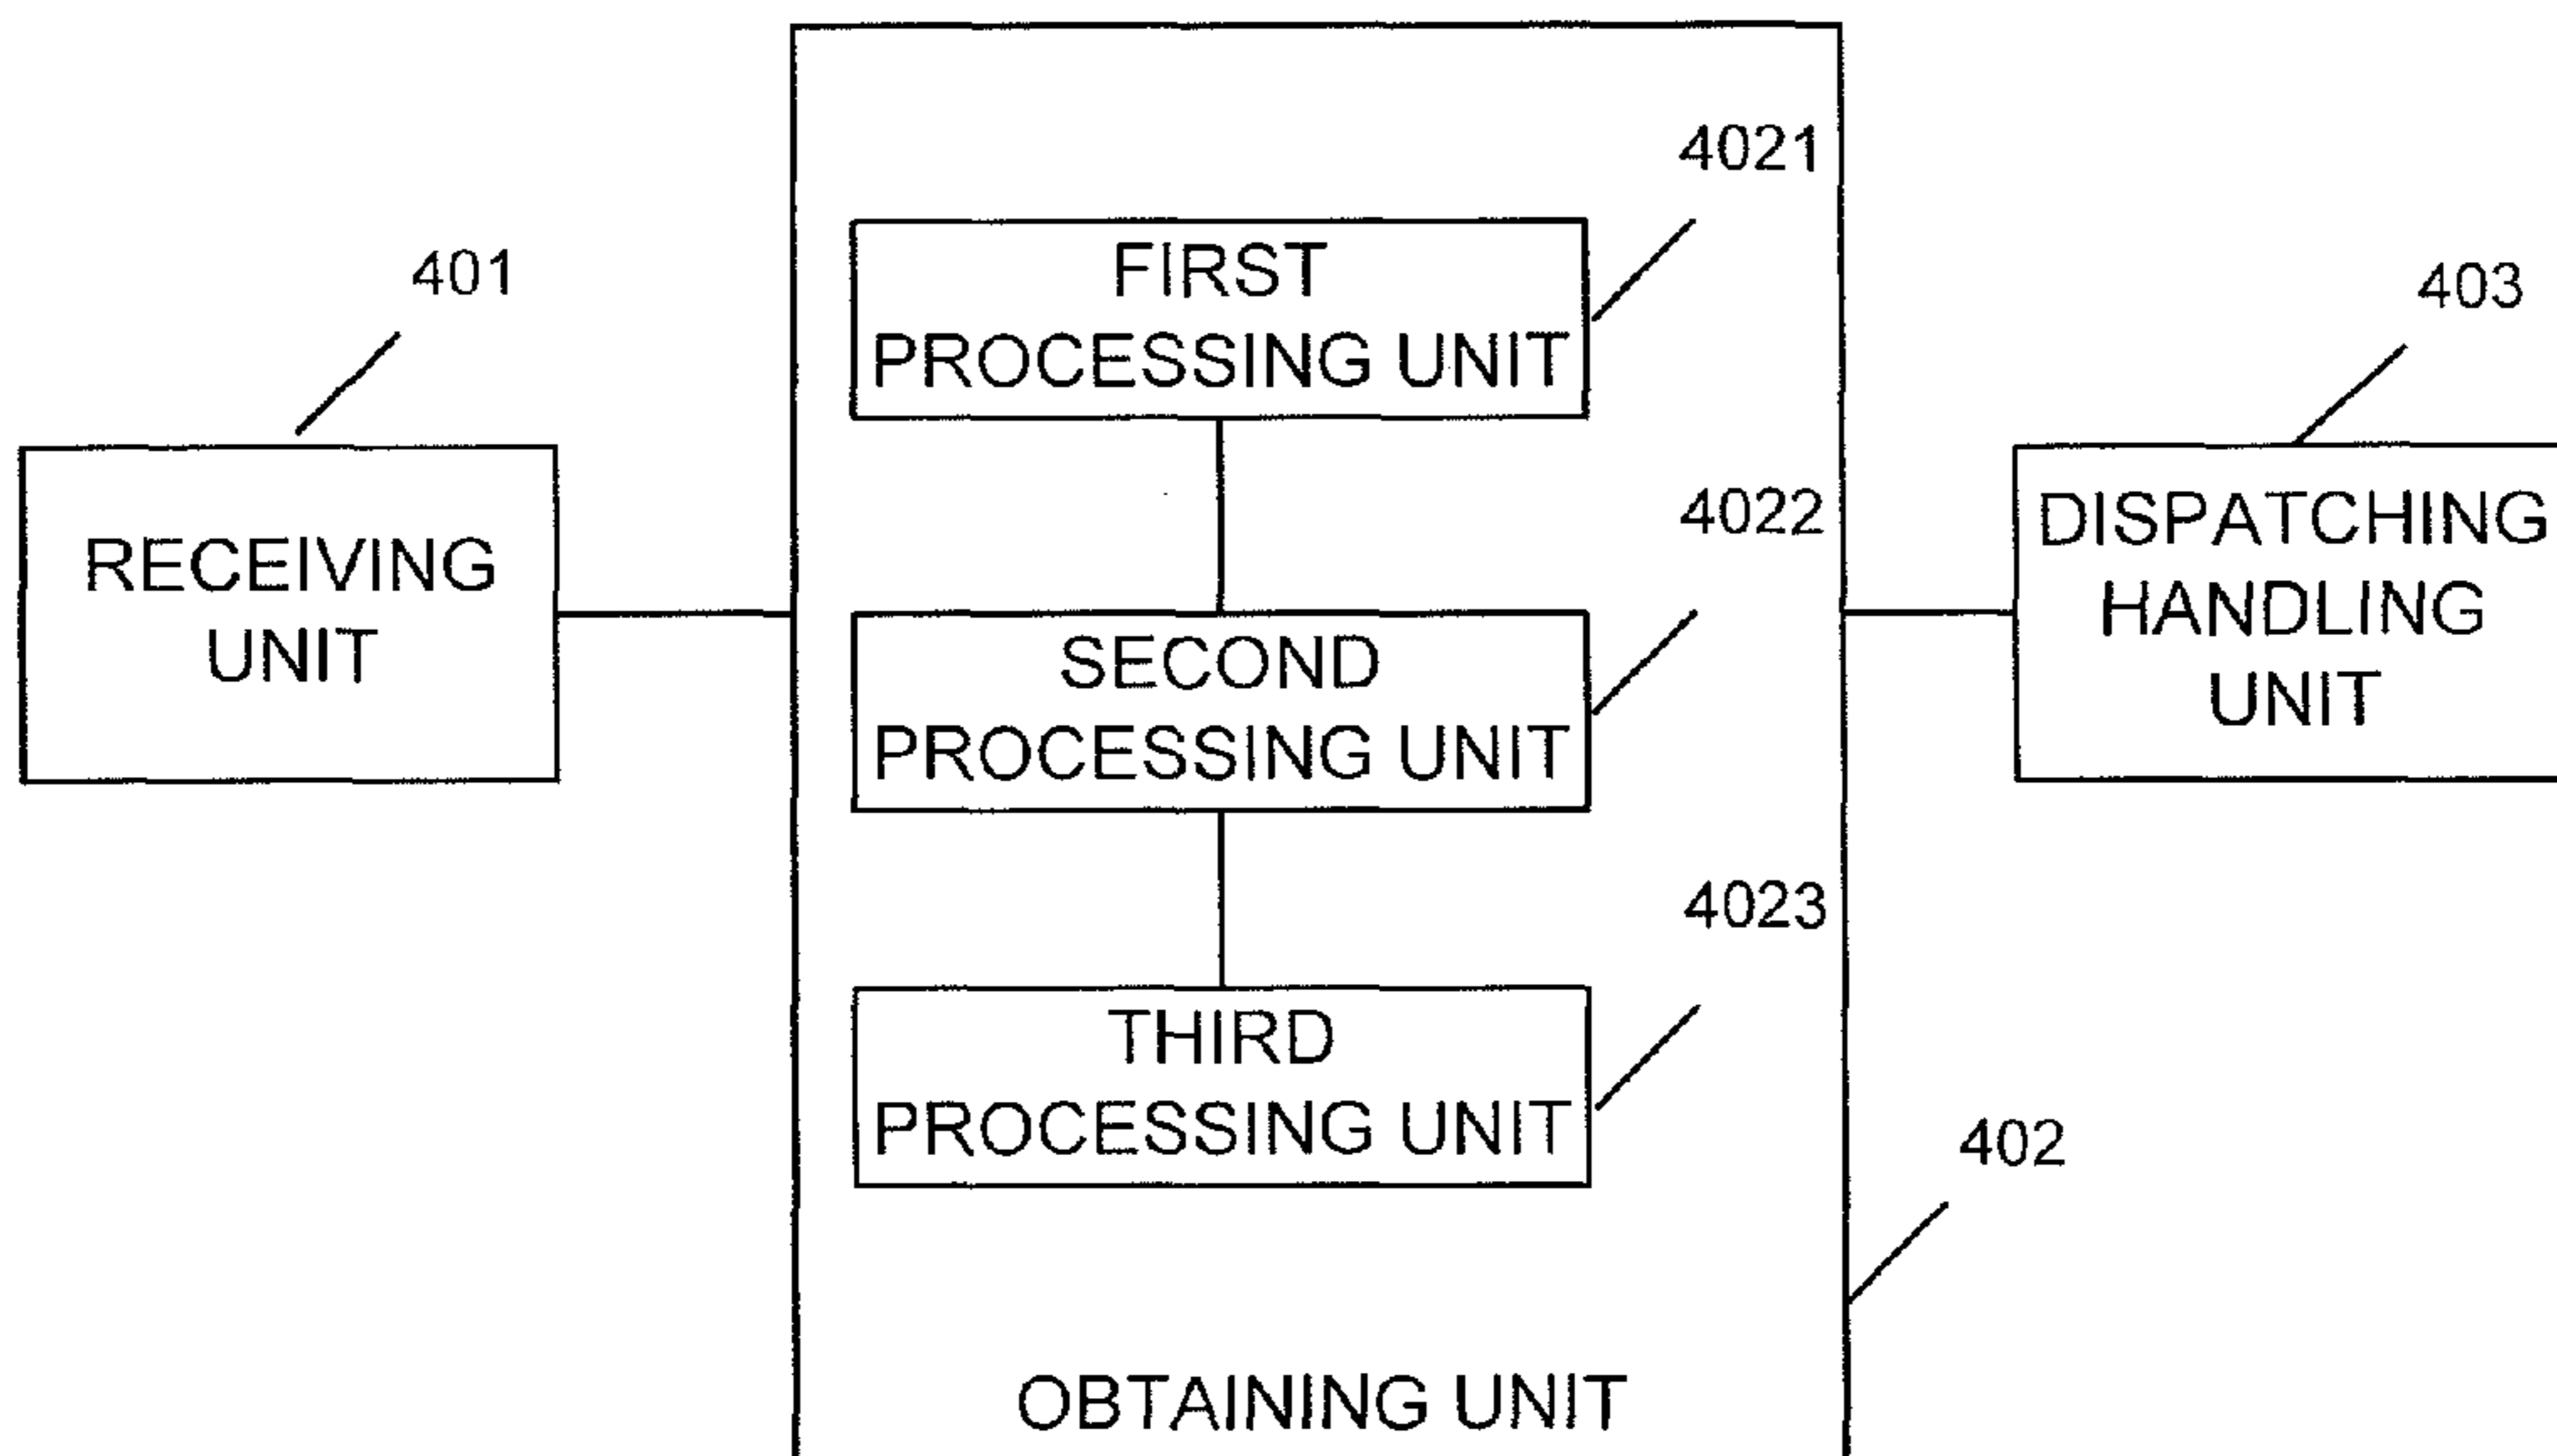 4021
FIRST
PROCESSING UNIT
401
403
RECEIVING
UNIT
4022
SECOND
PROCESSING UNIT
DISPATCHING
HANDLING
UNIT
4023
THIRD
PROCESSING UNIT
402
OBTAINING UNIT